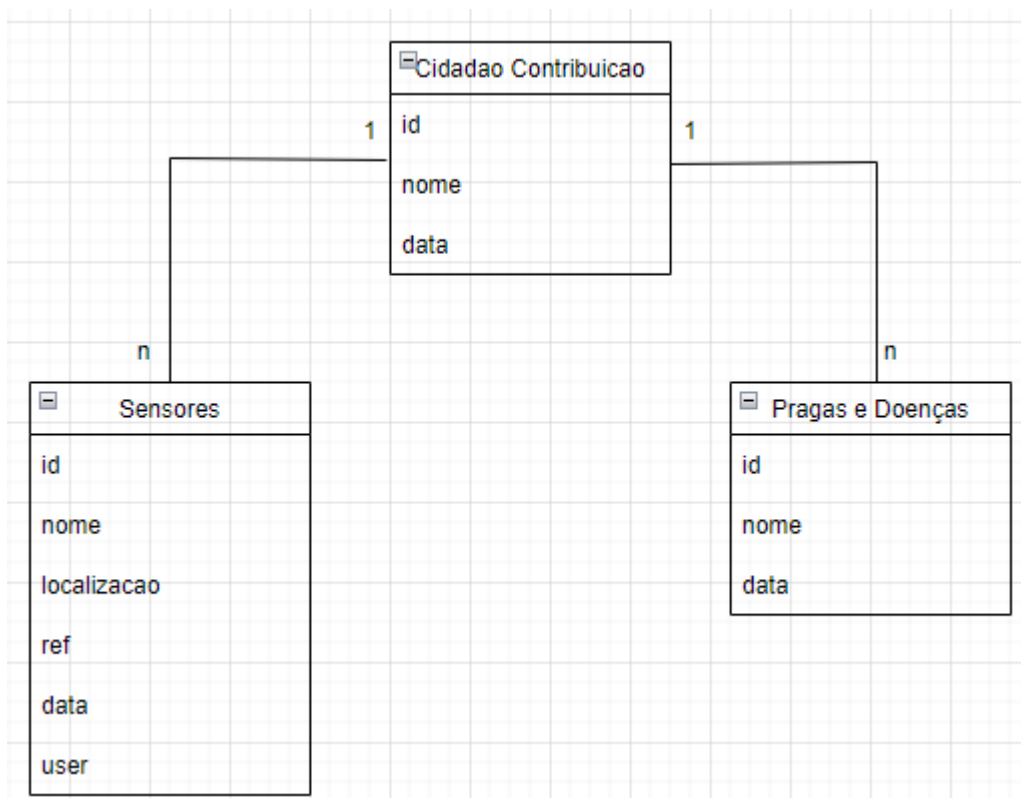 Cidadao Contribuicao
id
nome
data
1
1
n
n
Sensores
id
nome
localizacao
ref
data
user
Pragas e Doenças
id
nome
data